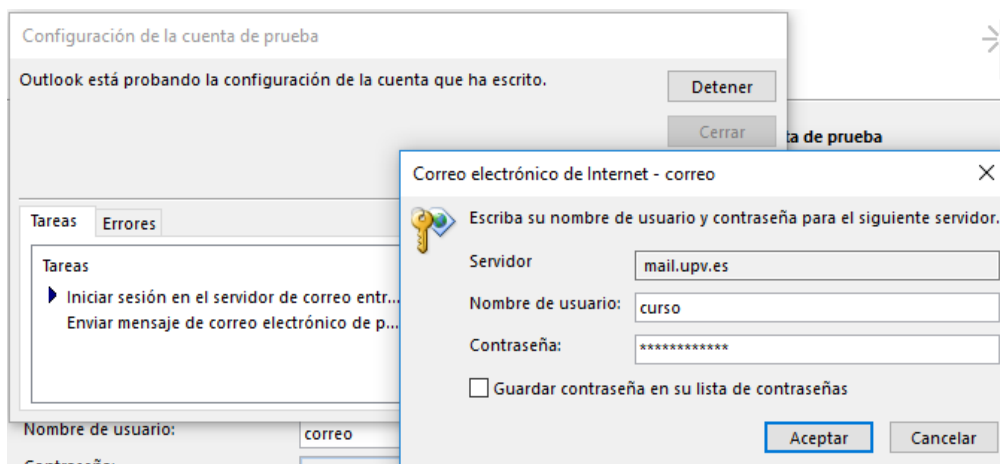 Configuración de la cuenta de prueba
Outlook está probando la configuración de la cuenta que ha escrito.
Detener
Cerrar
ta de prueba
Tareas
Errores
Tareas
Iniciar sesión en el servidor de correo entr...
Enviar mensaje de correo electrónico de p...
Nombre de usuario:
correo
Contraseña:
Correo electrónico de Internet - correo
Escriba su nombre de usuario y contraseña para el siguiente servidor.
Servidor
mail.upv.es
Nombre de usuario:
curso
Contraseña:
************
Guardar contraseña en su lista de contraseñas
Aceptar
Cancelar